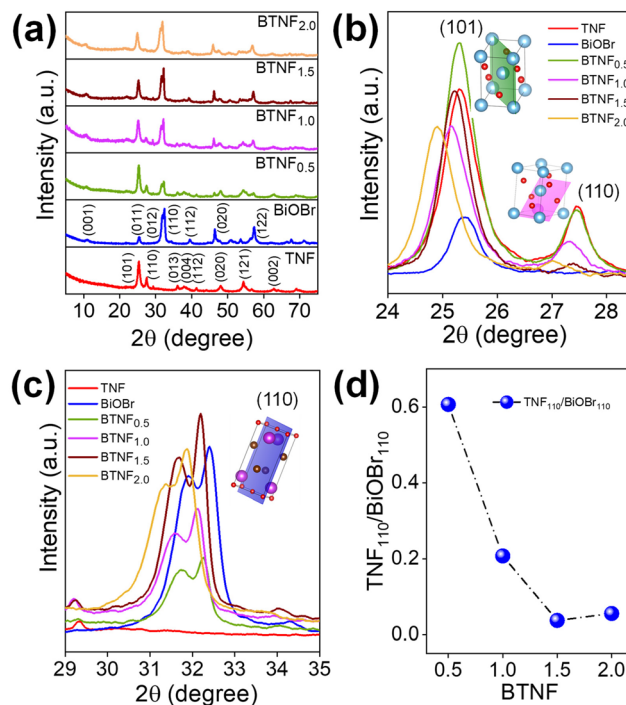 (a)
BTNF2.0
BTNF1.5
BTNF1.0
BTNF0.5
BiOBr
(001)
(011)
(012)
(110)
(112)
(020)
(122)
TNF
(101)
(110)
(013)
(004)
(112)
(020)
(121)
(002)
Intensity (a.u.)
10 20 30 40 50 60 70
2θ (degree)
(b)
(101)
(110)
TNF
BiOBr
BTNF0.5
BTNF1.0
BTNF1.5
BTNF2.0
Intensity (a.u.)
24 25 26 27 28
2θ (degree)
(c)
TNF
BiOBr
BTNF0.5
BTNF1.0
BTNF1.5
BTNF2.0
(110)
Intensity (a.u.)
29 30 31 32 33 34 35
2θ (degree)
(d)
TNF110/BiOBr110
TNF110/BiOBr110
0.6
0.4
0.2
0.0
0.5 1.0 1.5 2.0
BTNF